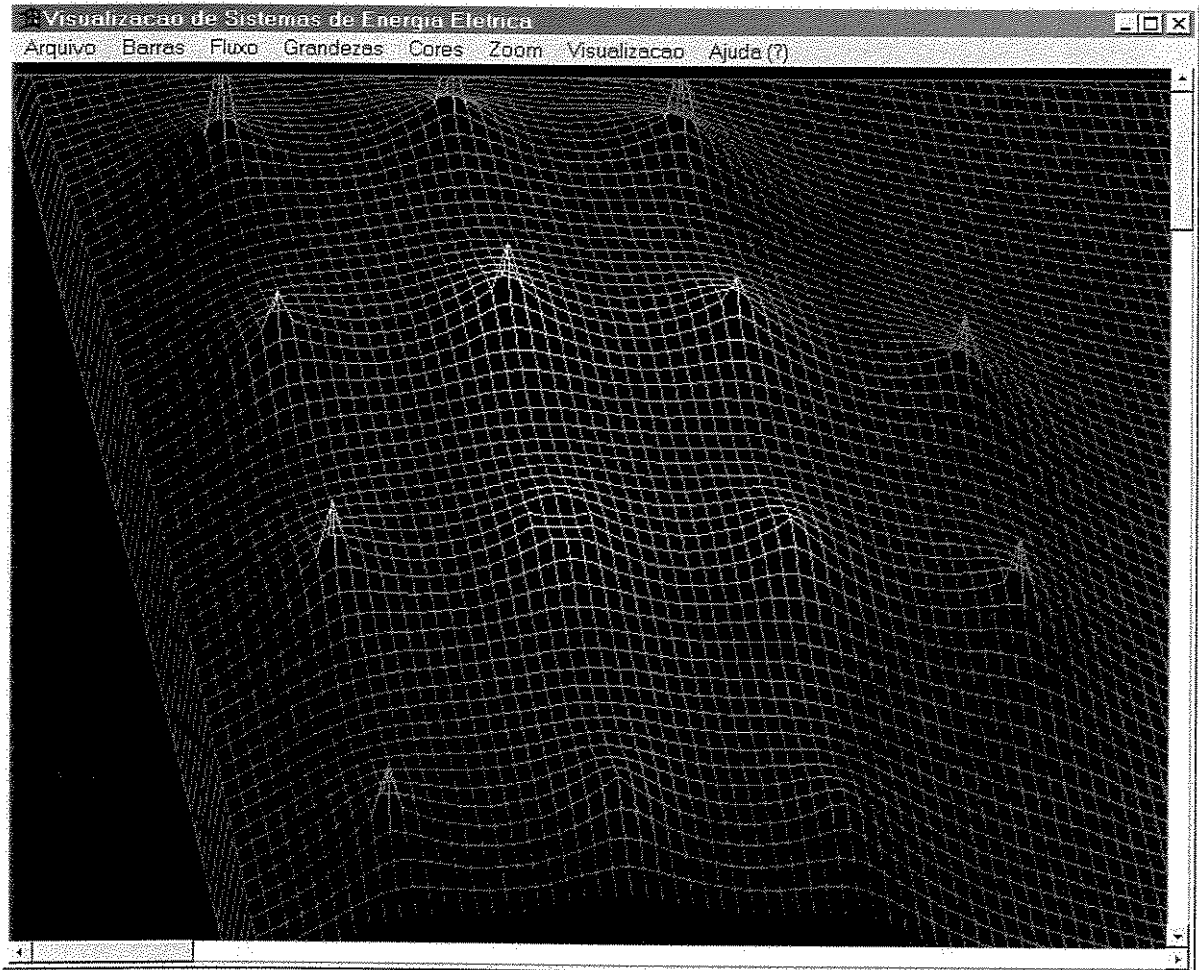 Visualizacao de Sistemas de Energia Eletrica
Arquivo Barras Fluxo Grandezas Cores Zoom Visualizacao Ajuda (?)